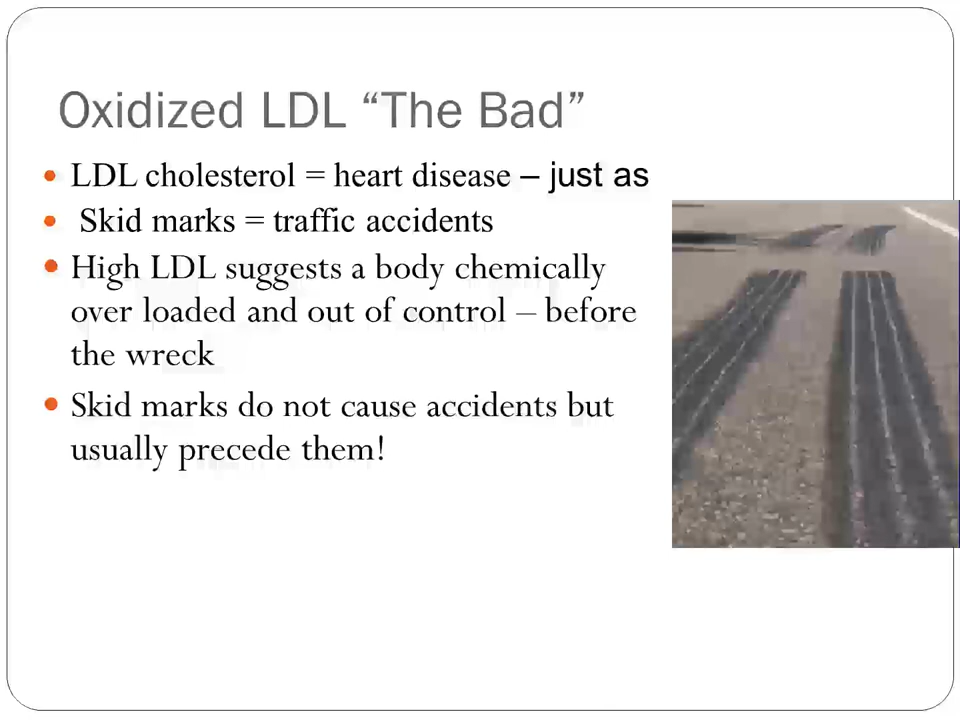 Oxidized LDL “The Bad”
LDL cholesterol = heart disease – just as
Skid marks = traffic accidents
High LDL suggests a body chemically
over loaded and out of control – before
the wreck
Skid marks do not cause accidents but
usually precede them!